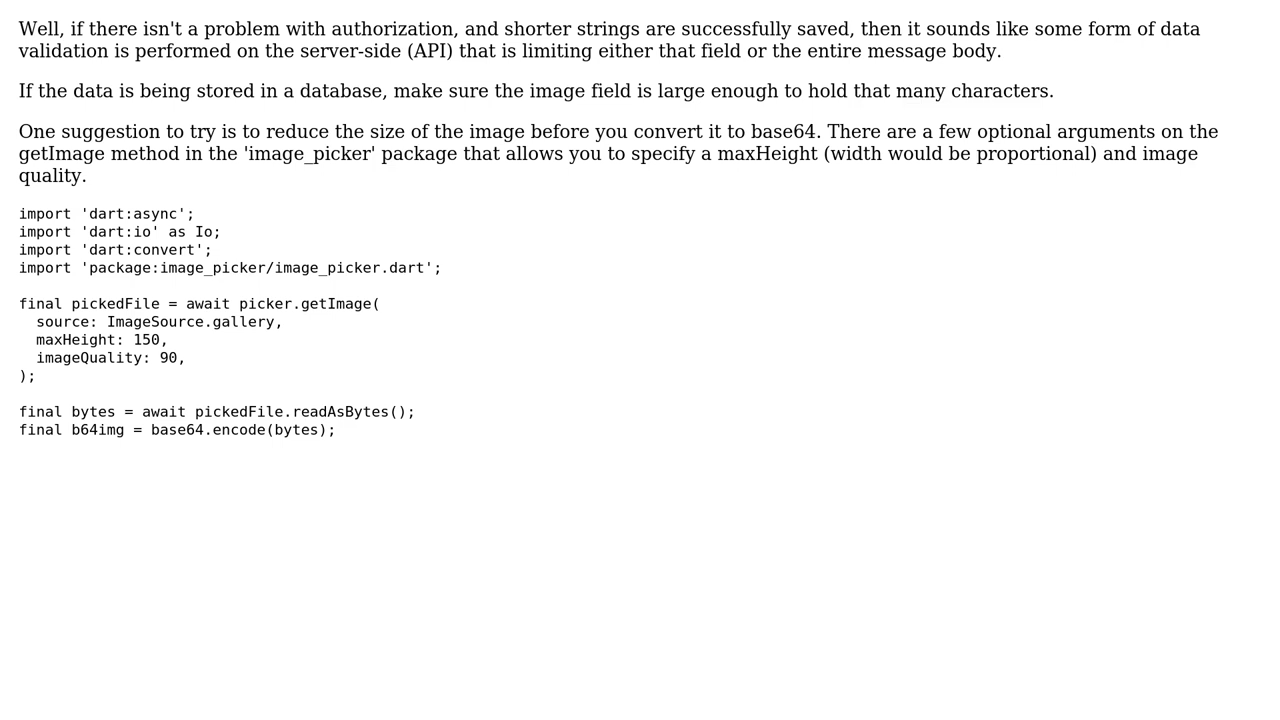 Well, if there isn't a problem with authorization, and shorter strings are successfully saved, then it sounds like some form of data
validation is performed on the server-side (API) that is limiting either that field or the entire message body.
If the data is being stored in a database, make sure the image field is large enough to hold that many characters.
One suggestion to try is to reduce the size of the image before you convert it to base64. There are a few optional arguments on the
getImage method in the 'image_picker' package that allows you to specify a maxHeight (width would be proportional) and image
quality.
import 'dart:async';
import 'dart:io' as Io;
import 'dart:convert';
import 'package:image_picker/image_picker.dart';
final pickedFile = await picker.getImage(
  source: ImageSource.gallery,
  maxHeight: 150,
  imageQuality: 90,
);
final bytes = await pickedFile.readAsBytes();
final b64img = base64.encode(bytes);